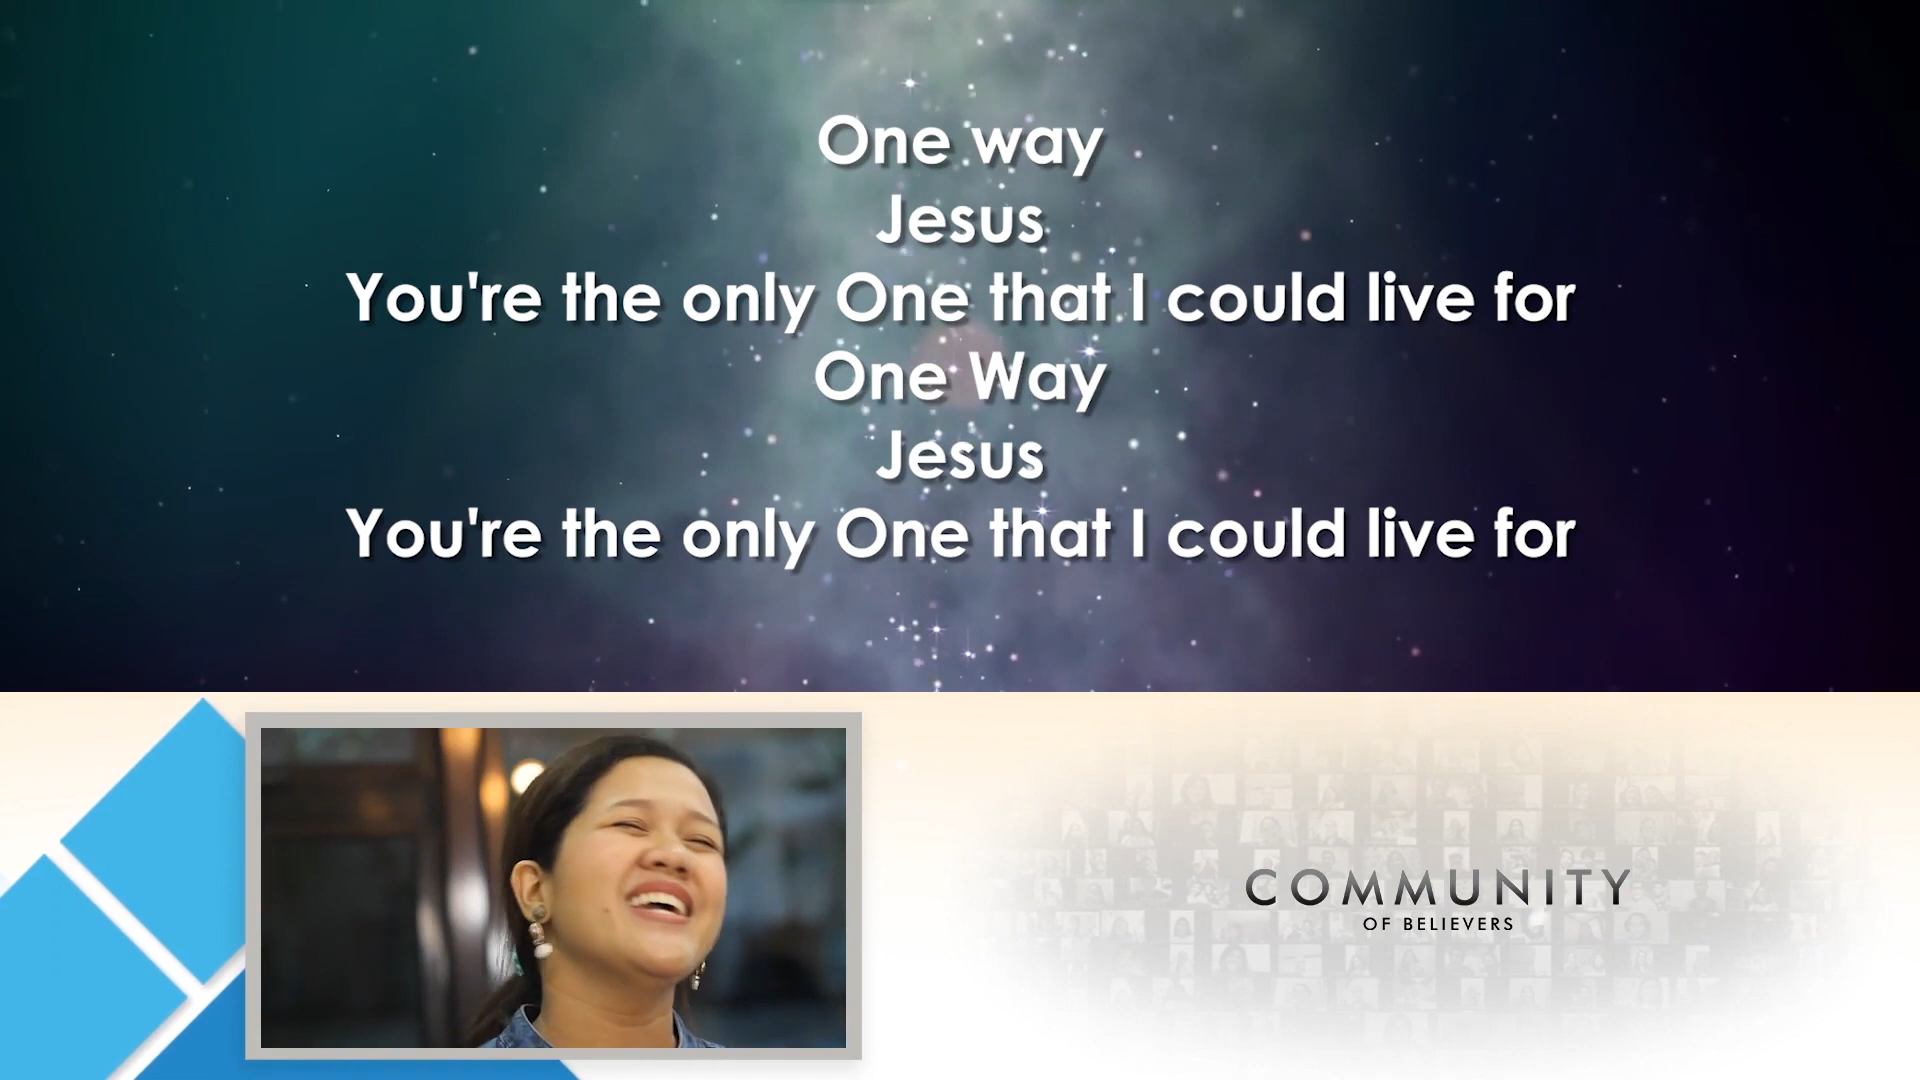 One way
Jesus
You're the only One that I could live for
One Way
Jesus
You're the only One that I could live for
COMMUNITY
OF BELIEVERS